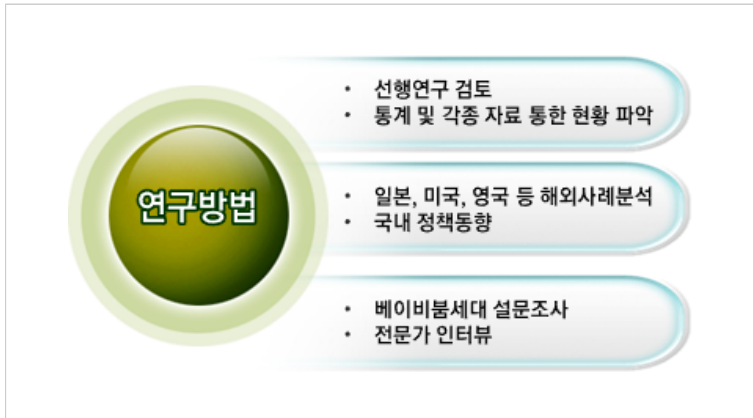 연구방법
• 선행연구 검토
• 통계 및 각종 자료 통한 현황 파악
• 일본, 미국, 영국 등 해외사례분석
• 국내 정책동향
• 베이비붐세대 설문조사
• 전문가 인터뷰